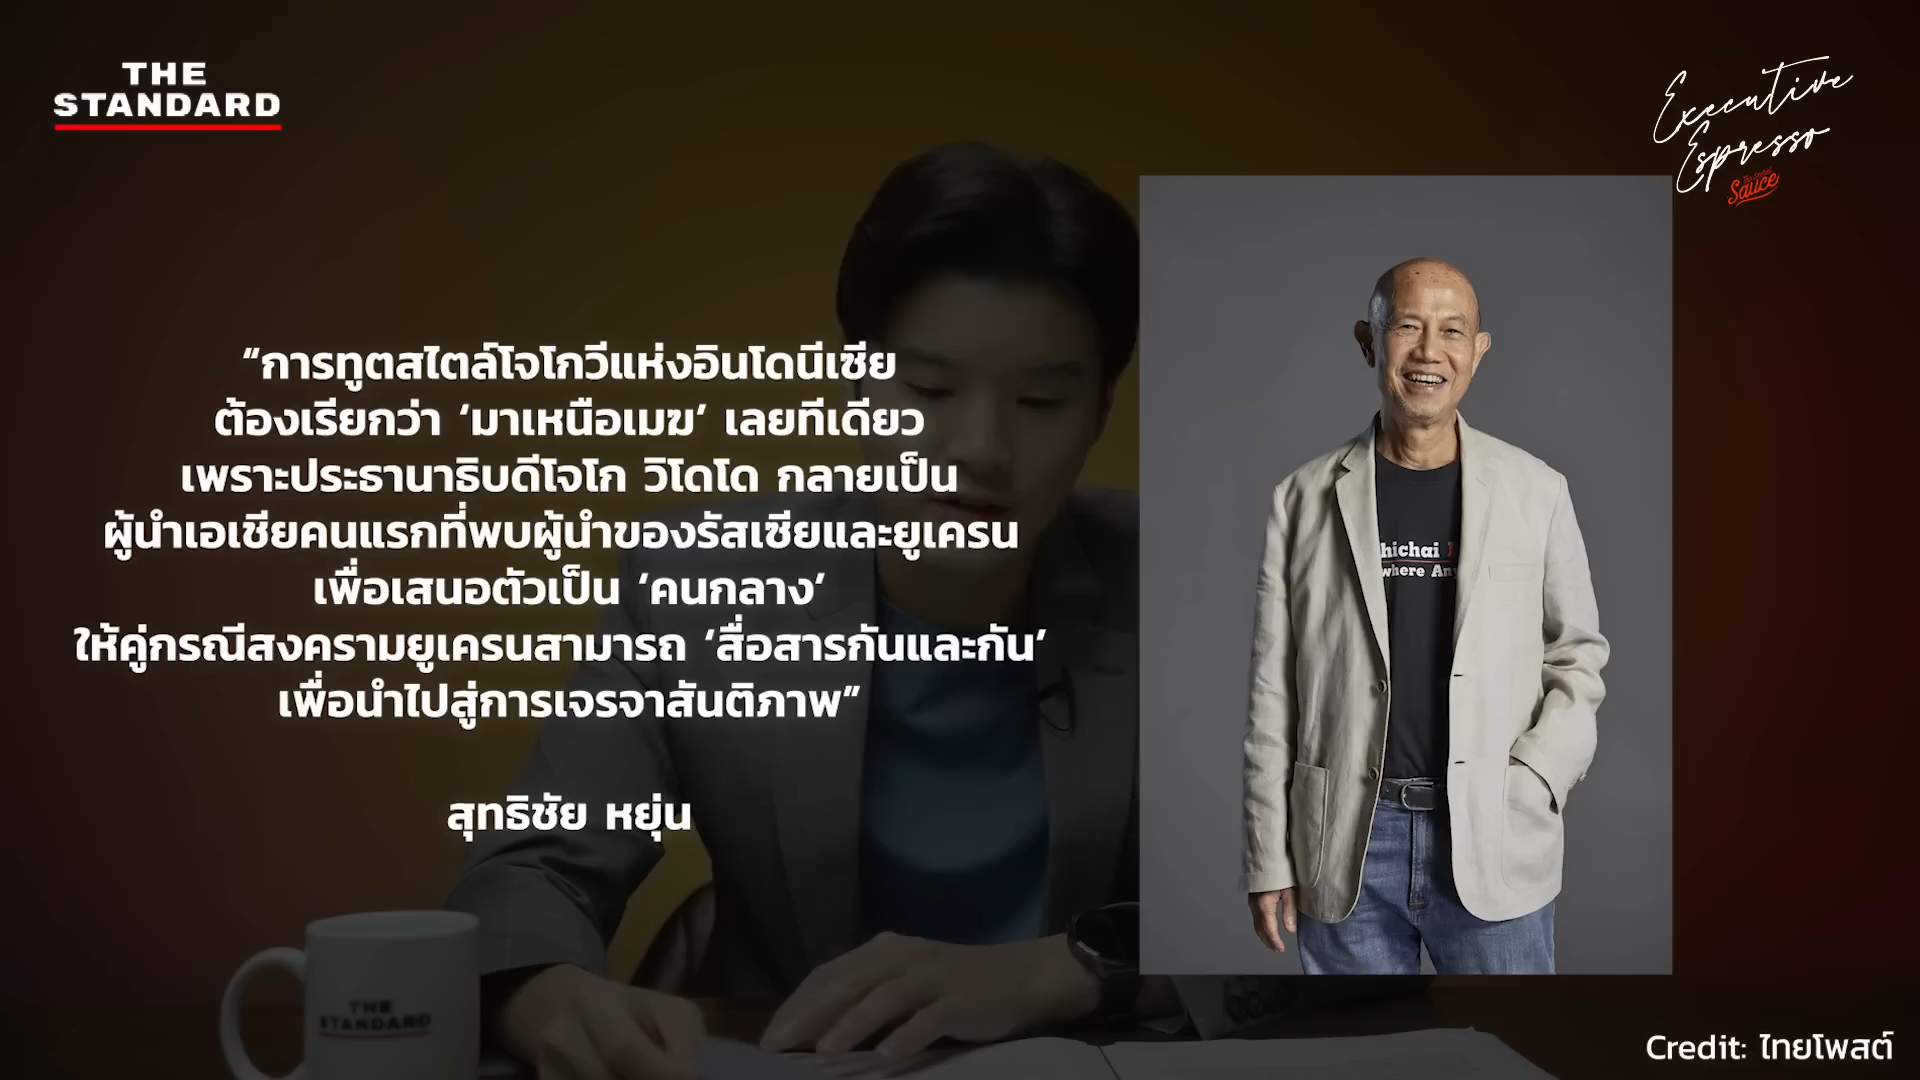 THE
STANDARD
Executive
Espresso
The Secret
Sauce
“การทูตสไตล์โจโกวีแห่งอินโดนีเซีย
ต้องเรียกว่า ‘มาเหนือเมฆ’ เลยทีเดียว
เพราะประธานาธิบดีโจโก วิโดโด กลายเป็น
ผู้นำเอเชียคนแรกที่พบผู้นำของรัสเซียและยูเครน
เพื่อเสนอตัวเป็น ‘คนกลาง’
ให้คู่กรณีสงครามยูเครนสามารถ ‘สื่อสารกันและกัน’
เพื่อนำไปสู่การเจรจาสันติภาพ”
สุทธิชัย หยุ่น
hichai
where An
THE
STANDARD
Credit: ไทยโพสต์